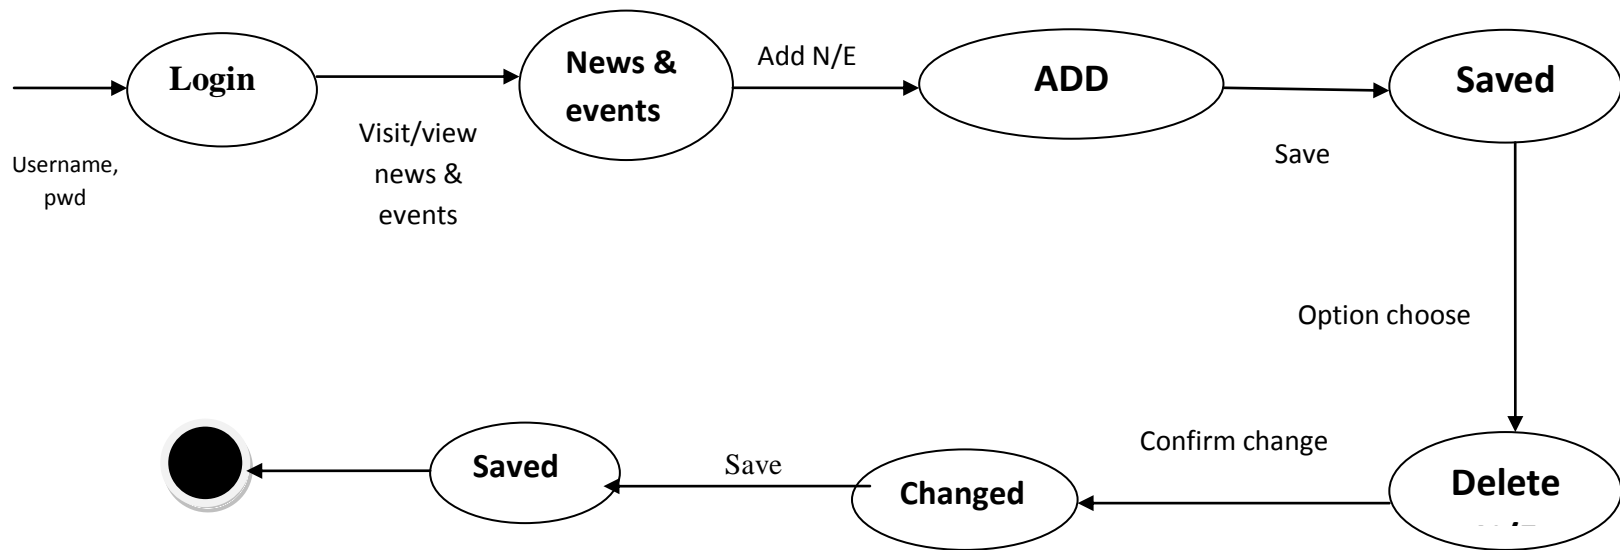 Login
News &
events
Add N/E
ADD
Saved
Username,
pwd
Visit/view
news &
events
Save
Option choose
Confirm change
Delete
Changed
Save
Saved